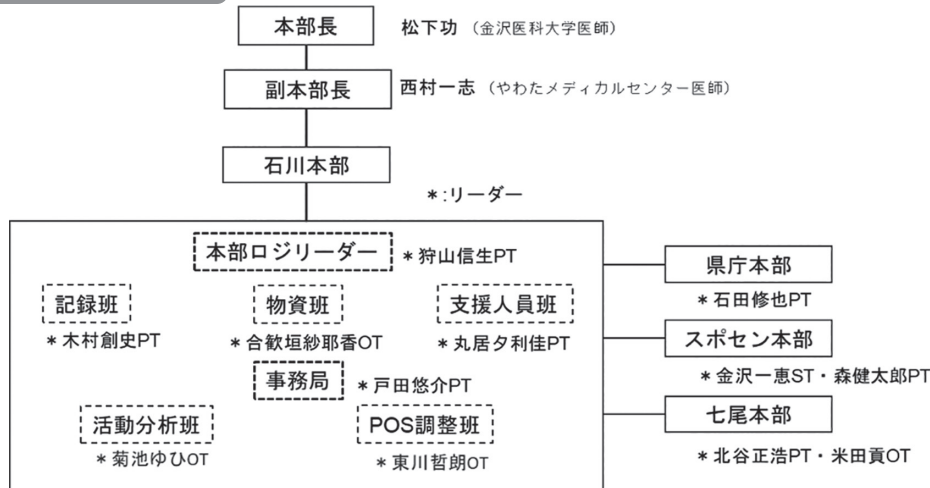 本部長 松下功 (金沢医科大学医師)
副本部長 西村一志 (やわたメディカルセンター医師)
石川本部
*:リーダー
本部ロジリーダー *狩山信生PT
県庁本部
*石田修也PT
記録班 物資班 支援人員班
*木村創史PT *合歓垣紗耶香OT *丸居夕利佳PT
スポセン本部
*金沢一恵ST・森健太郎PT
事務局 *戸田悠介PT
活動分析班 POS調整班
*菊池ゆひOT *東川哲朗OT
七尾本部
*北谷正浩PT・米田貢OT